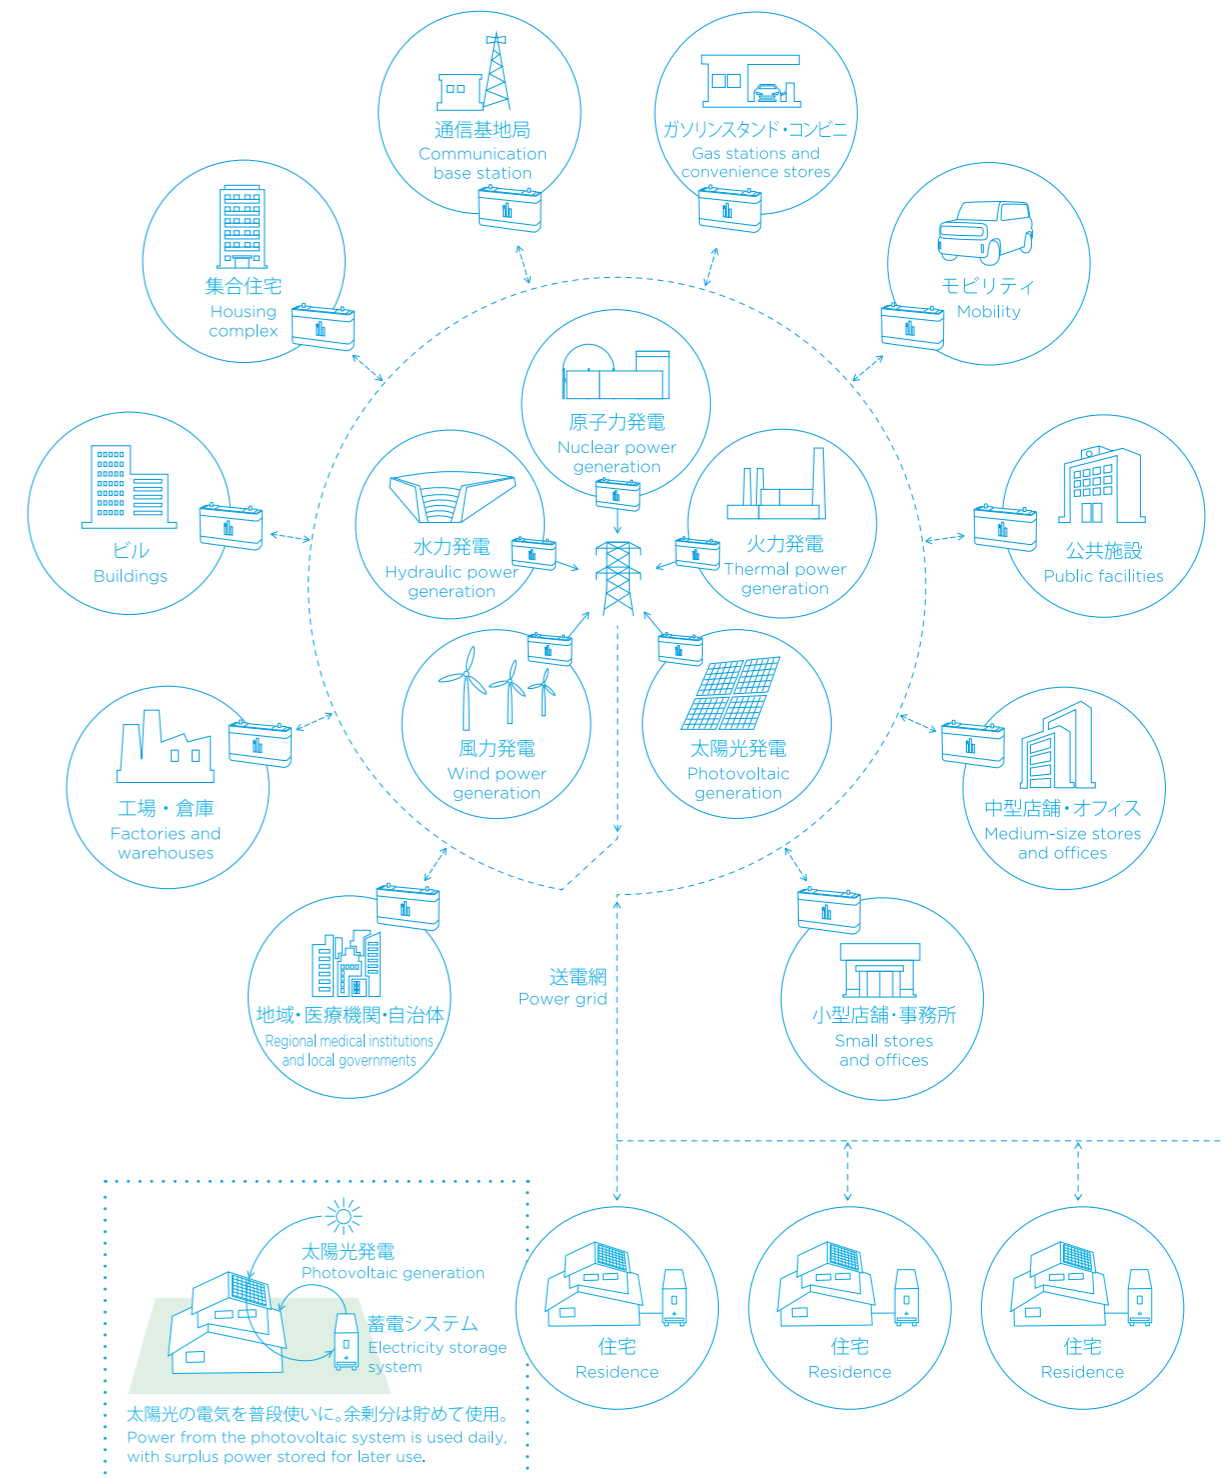 通信基地局
Communication
base station
ガソリンスタンド・コンビニ
Gas stations and
convenience stores
集合住宅
Housing
complex
モビリティ
Mobility
原子力発電
Nuclear power
generation
水力発電
Hydraulic power
generation
火力発電
Thermal power
generation
ビル
Buildings
公共施設
Public facilities
風力発電
Wind power
generation
太陽光発電
Photovoltaic
generation
工場・倉庫
Factories and
warehouses
中型店舗・オフィス
Medium-size stores
and offices
地域・医療機関・自治体
Regional medical institutions
and local governments
送電網
Power grid
小型店舗・事務所
Small stores
and offices
太陽光発電
Photovoltaic generation
蓄電システム
Electricity storage
system
太陽光の電気を普段使いに。余剰分は貯めて使用。
Power from the photovoltaic system is used daily,
with surplus power stored for later use.
住宅
Residence
住宅
Residence
住宅
Residence